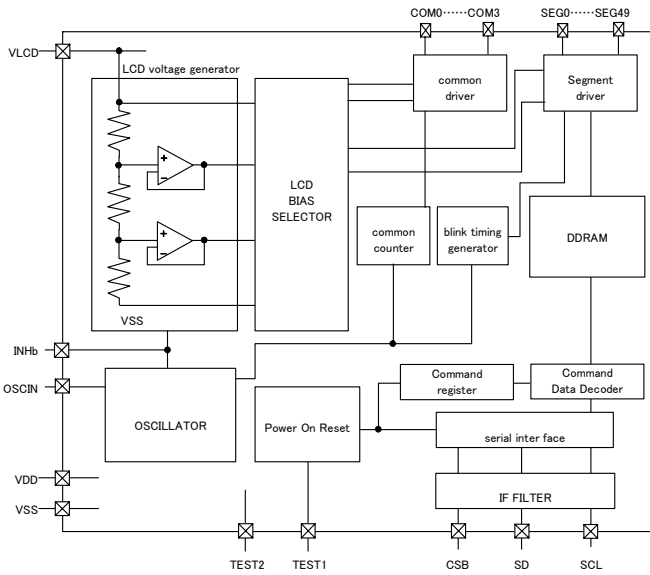 COM0……COM3
SEG0……SEG49
VLCD
LCD voltage generator
common
driver
Segment
driver
+
−
LCD
BIAS
SELECTOR
+
−
common
counter
blink timing
generator
DDRAM
VSS
INHb
OSCIN
OSCILLATOR
Power On Reset
Command
register
Command
Data Decoder
serial inter face
IF FILTER
VDD
VSS
TEST2
TEST1
CSB
SD
SCL